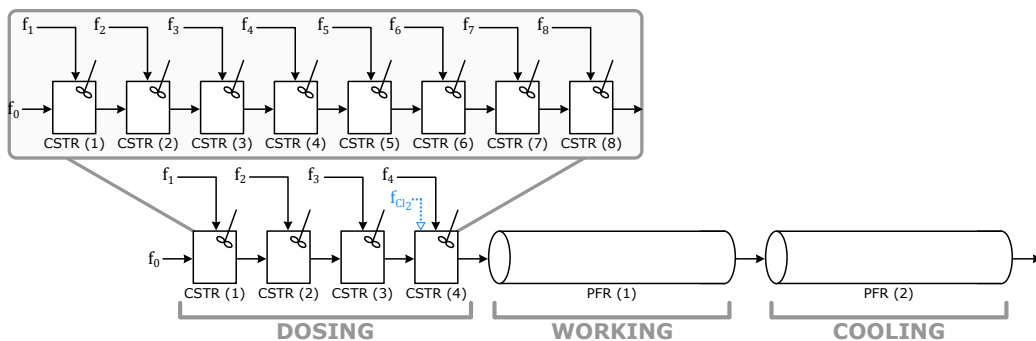 f₁ f₂ f₃ f₄ f₅ f₆ f₇ f₈
f₀
CSTR (1) CSTR (2) CSTR (3) CSTR (4) CSTR (5) CSTR (6) CSTR (7) CSTR (8)
f₁ f₂ f₃ f₄
f_Cl₂
f₀
CSTR (1) CSTR (2) CSTR (3) CSTR (4) PFR (1) PFR (2)
DOSING WORKING COOLING